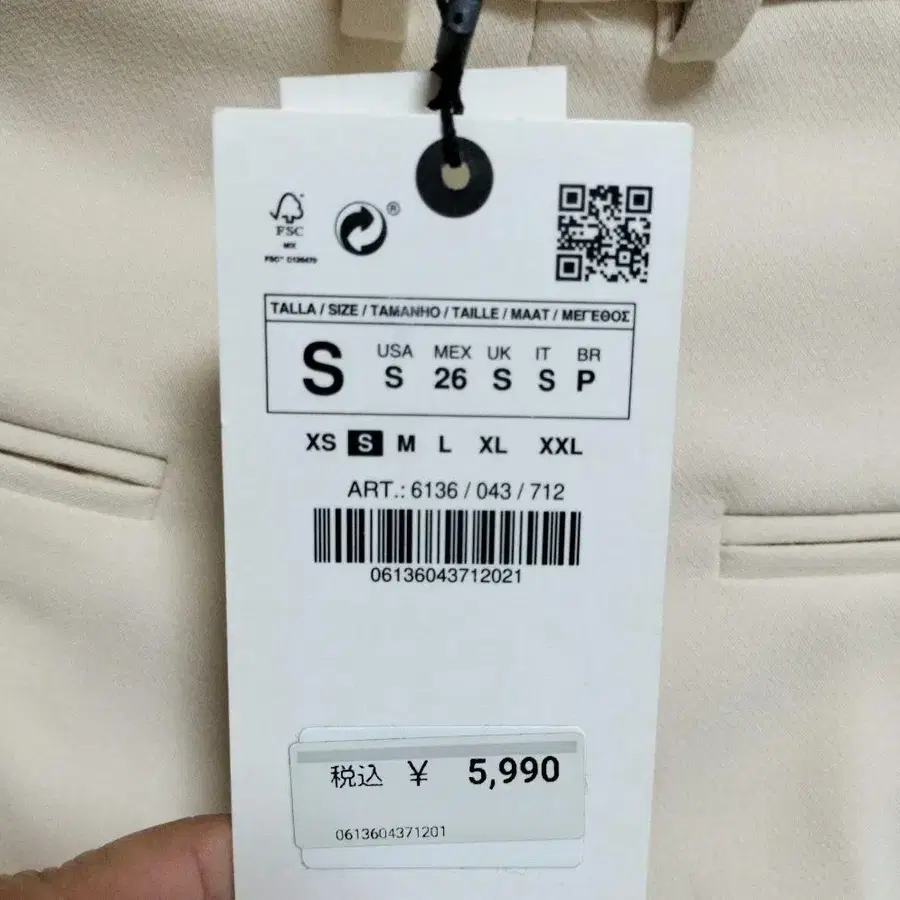 FSC
MIX
®
TALLA / SIZE / TAMANHO / TAILLE / MAAT / ΜΕΓΕΘΟΣ
S
USA MEX UK IT BR
S 26 S S P
XS S M L XL XXL
ART.: 6136 / 043 / 712
06136043712021
税込 ¥ 5,990
0613604371201